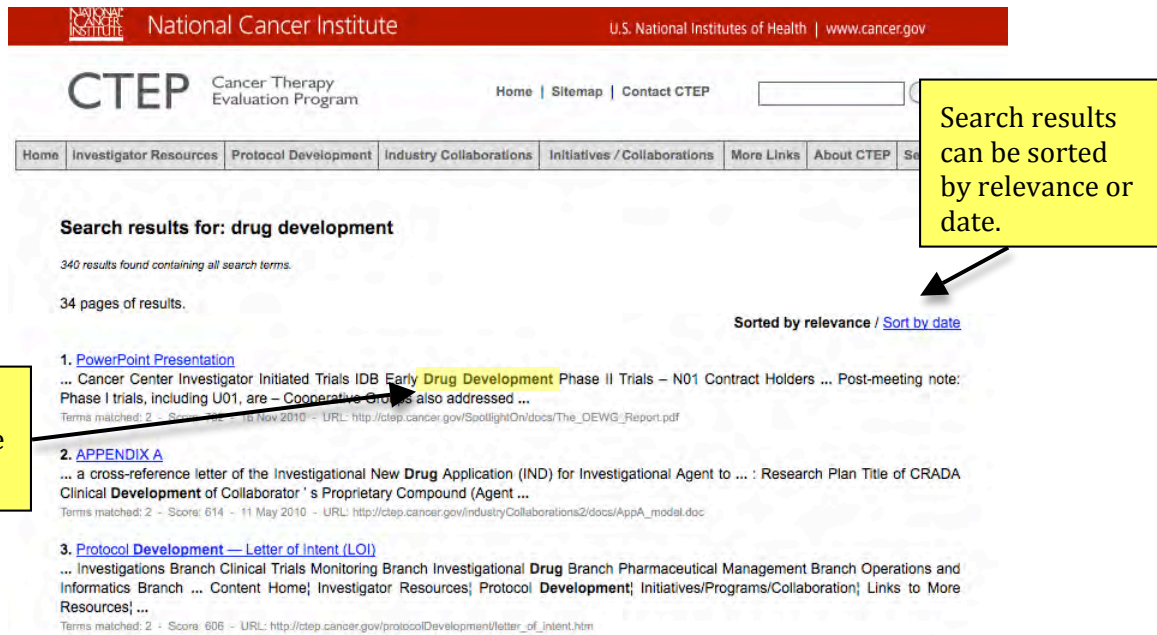 NATIONAL CANCER INSTITUTE
National Cancer Institute
U.S. National Institutes of Health | www.cancer.gov
CTEP
Cancer Therapy
Evaluation Program
Home | Sitemap | Contact CTEP
Home
Investigator Resources
Protocol Development
Industry Collaborations
Initiatives / Collaborations
More Links
About CTEP
Search results
can be sorted
by relevance or
date.
Search results for: drug development
340 results found containing all search terms.
34 pages of results.
Sorted by relevance / Sort by date
1. PowerPoint Presentation
... Cancer Center Investigator Initiated Trials IDB Early Drug Development Phase II Trials – N01 Contract Holders ... Post-meeting note:
Phase I trials, including U01, are – Cooperative Groups also addressed ...
Terms matched: 2 - Score: - 16 Nov 2010 - URL: http://ctep.cancer.gov/SpotlightOn/docs/The_OEWG_Report.pdf
2. APPENDIX A
... a cross-reference letter of the Investigational New Drug Application (IND) for Investigational Agent to ... : Research Plan Title of CRADA
Clinical Development of Collaborator ' s Proprietary Compound (Agent ...
Terms matched: 2 - Score: 614 - 11 May 2010 - URL: http://ctep.cancer.gov/industryCollaborations2/docs/AppA_model.doc
3. Protocol Development — Letter of Intent (LOI)
... Investigations Branch Clinical Trials Monitoring Branch Investigational Drug Branch Pharmaceutical Management Branch Operations and
Informatics Branch ... Content Home¦ Investigator Resources¦ Protocol Development¦ Initiatives/Programs/Collaboration¦ Links to More
Resources¦ ...
Terms matched: 2 - Score: 606 - URL: http://ctep.cancer.gov/protocolDevelopment/letter_of_intent.htm